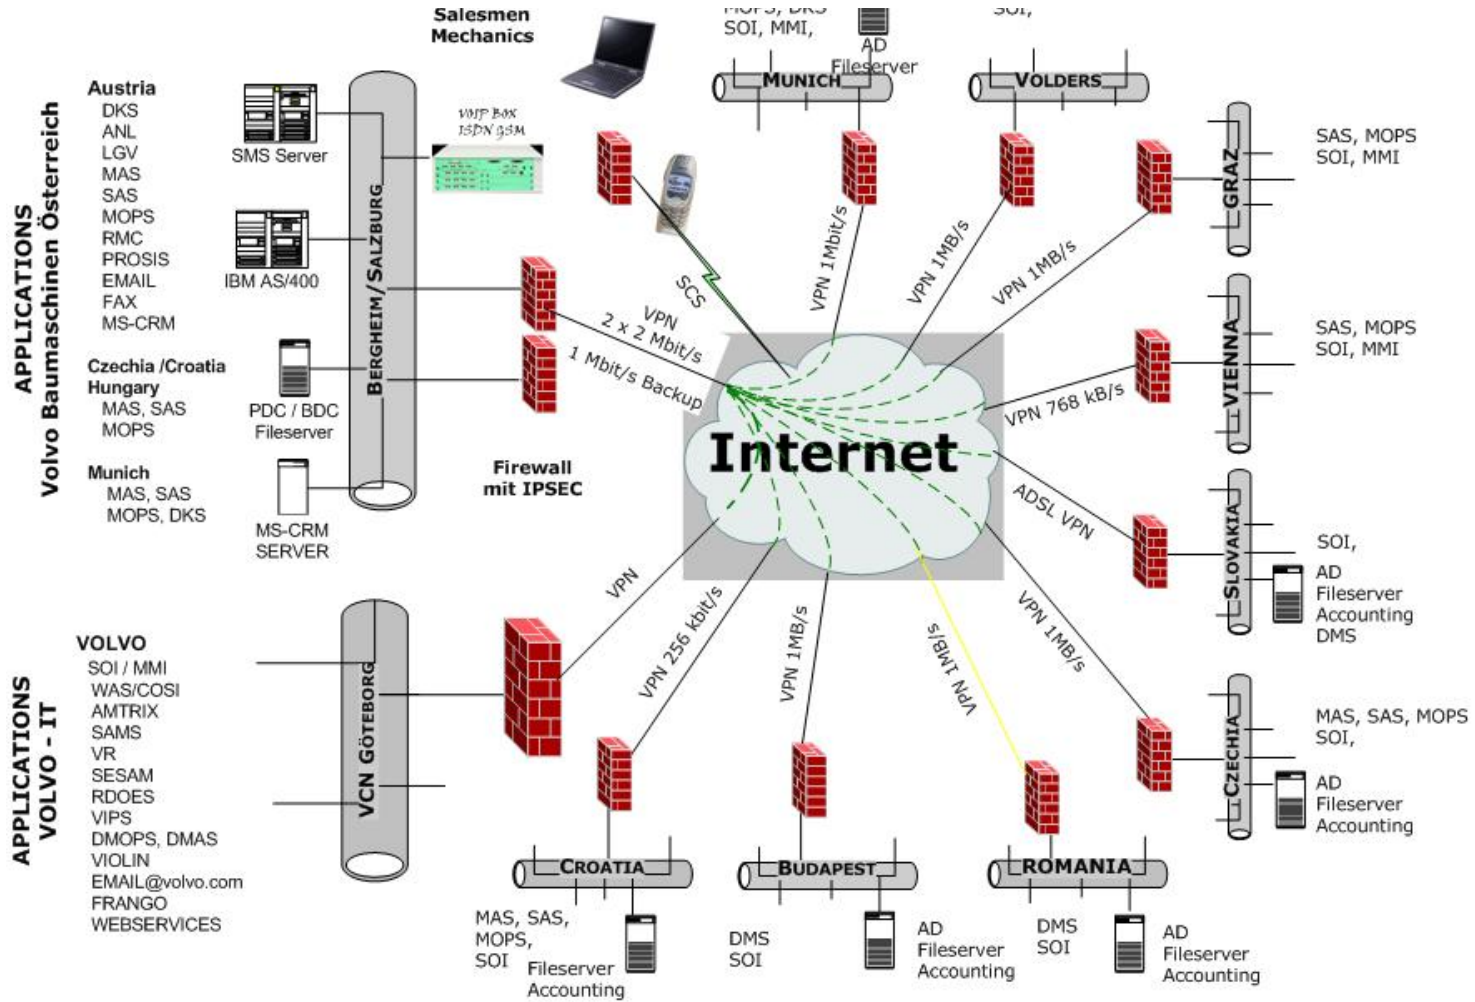 Salesmen
Mechanics
MOPS, DKS
SOI, MMI,
AD
Fileserver
SOI,
MUNICH
VOLDERS
APPLICATIONS
Volvo Baumaschinen Österreich
Austria
DKS
ANL
LGV
MAS
SAS
MOPS
RMC
PROSIS
EMAIL
FAX
MS-CRM
Czechia /Croatia
Hungary
MAS, SAS
MOPS
Munich
MAS, SAS
MOPS, DKS
SMS Server
IBM AS/400
PDC / BDC
Fileserver
MS-CRM
SERVER
BERGHEIM/SALZBURG
VOIP BOX
ISDN GSM
SCS
VPN
2 x 2 Mbit/s
1 Mbit/s Backup
Firewall
mit IPSEC
Internet
VPN 1Mbit/s
VPN 1MB/s
VPN 1MB/s
VPN 768 kB/s
ADSL VPN
VPN 1MB/s
VPN 1MB/s
VPN 1MB/s
VPN 256 kbit/s
VPN
GRAZ
SAS, MOPS
SOI, MMI
VIENNA
SAS, MOPS
SOI, MMI
SLOVAKIA
SOI,
AD
Fileserver
Accounting
DMS
CZECHIA
MAS, SAS, MOPS
SOI,
AD
Fileserver
Accounting
APPLICATIONS
VOLVO - IT
VOLVO
SOI / MMI
WAS/COSI
AMTRIX
SAMS
VR
SESAM
RDOES
VIPS
DMOPS, DMAS
VIOLIN
EMAIL@volvo.com
FRANGO
WEBSERVICES
VCN GÖTEBORG
CROATIA
MAS, SAS,
MOPS,
SOI
Fileserver
Accounting
BUDAPEST
DMS
SOI
AD
Fileserver
Accounting
ROMANIA
DMS
SOI
AD
Fileserver
Accounting